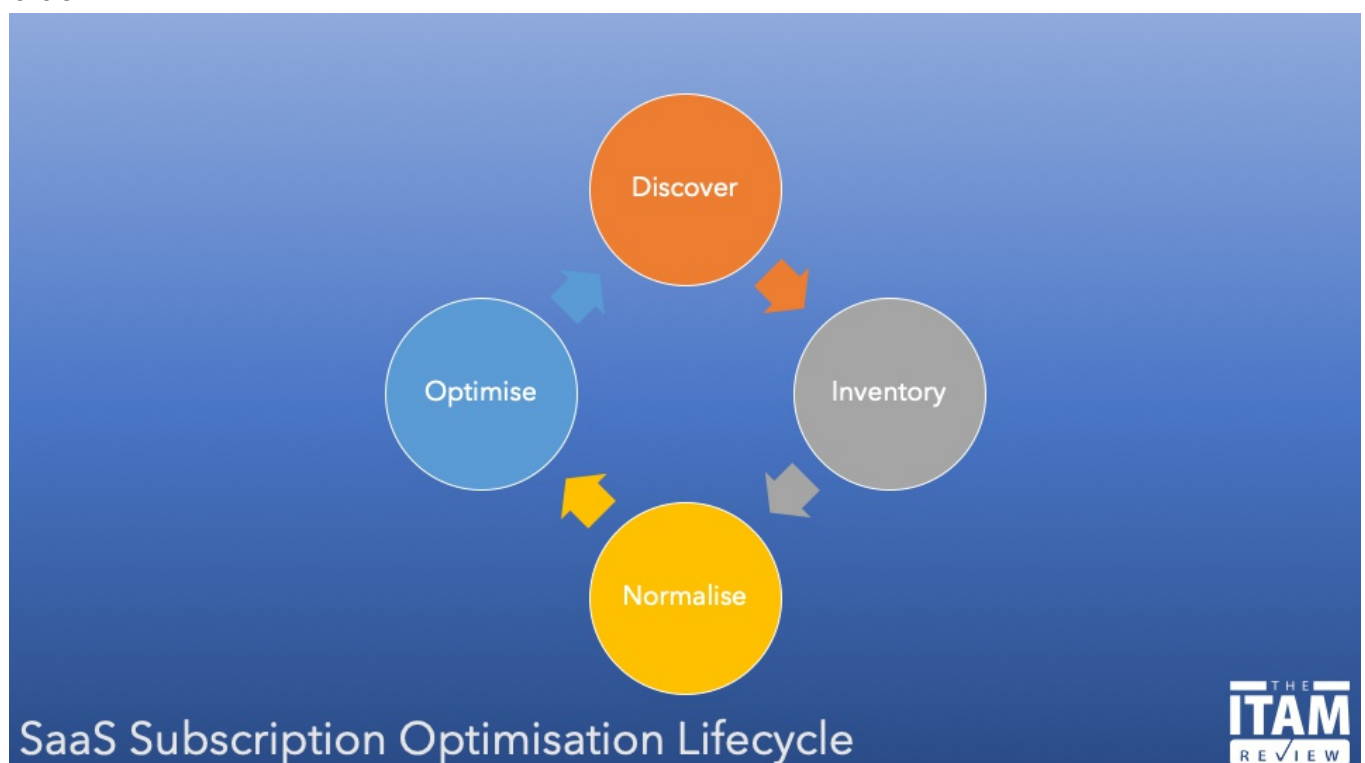 Discover
Optimise
Inventory
Normalise
SaaS Subscription Optimisation Lifecycle
THE
ITAM
REVIEW